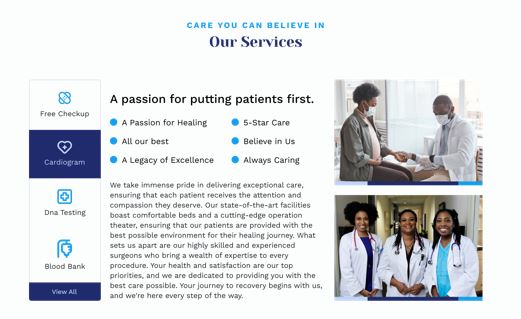 CARE YOU CAN BELIEVE IN
Our Services
Free Checkup
Cardiogram
Dna Testing
Blood Bank
View All
A passion for putting patients first.
A Passion for Healing
5-Star Care
All our best
Believe in Us
A Legacy of Excellence
Always Caring
We take immense pride in delivering exceptional care,
ensuring that each patient receives the attention and
compassion they deserve. Our state-of-the-art facilities
boast comfortable beds and a cutting-edge operation
theater, ensuring that our patients are provided with the
best possible environment for their healing journey. What
sets us apart are our highly skilled and experienced
surgeons who bring a wealth of expertise to every
procedure. Your health and satisfaction are our top
priorities, and we are dedicated to providing you with the
best care possible. Your journey to recovery begins with us,
and we're here every step of the way.